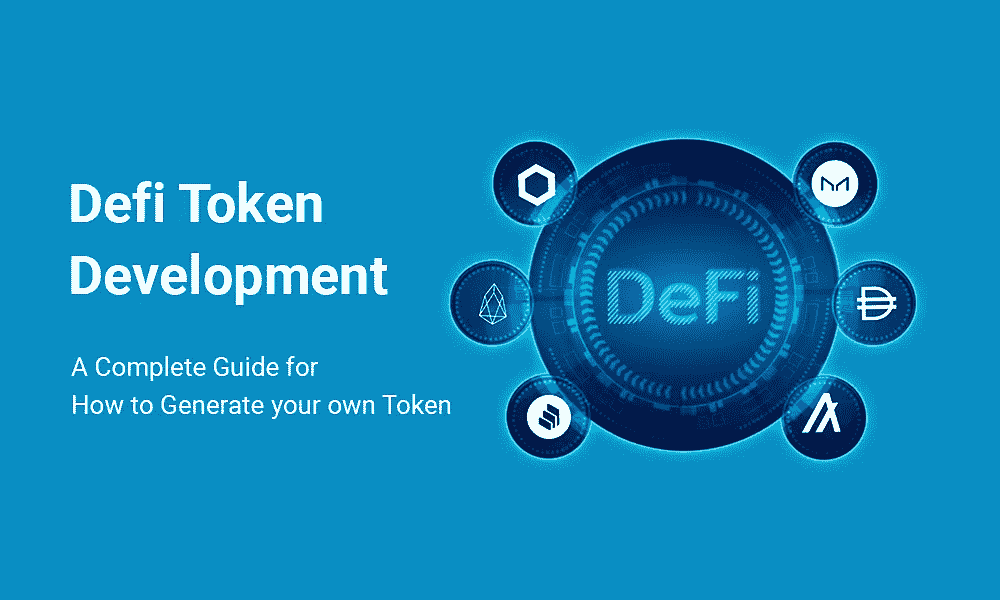 Defi Token
Development
A Complete Guide for
How to Generate your own Token
DeFi